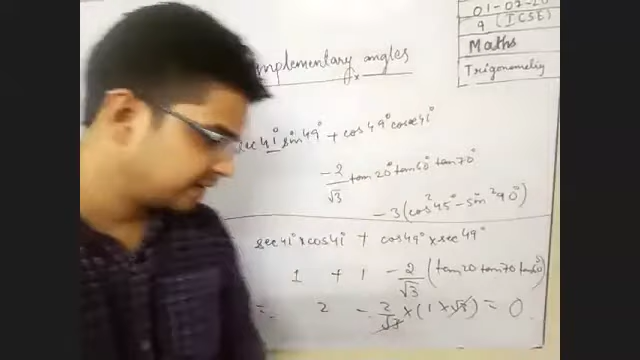 01-07-20
9 (ICSE)
Maths
Trigonometry
omplementary angles
sec41° sin49° + cos49° cosec41°
-2/√3 tan20° tan60° tan70°
-3(cos²45° - sin²90°)
sec41° × cos41° + cos49° × sec49°
1 + 1 - 2/√3 (tan20 tan70 tan60°)
= 2 - 2/√3 × (1 × √3) = 0